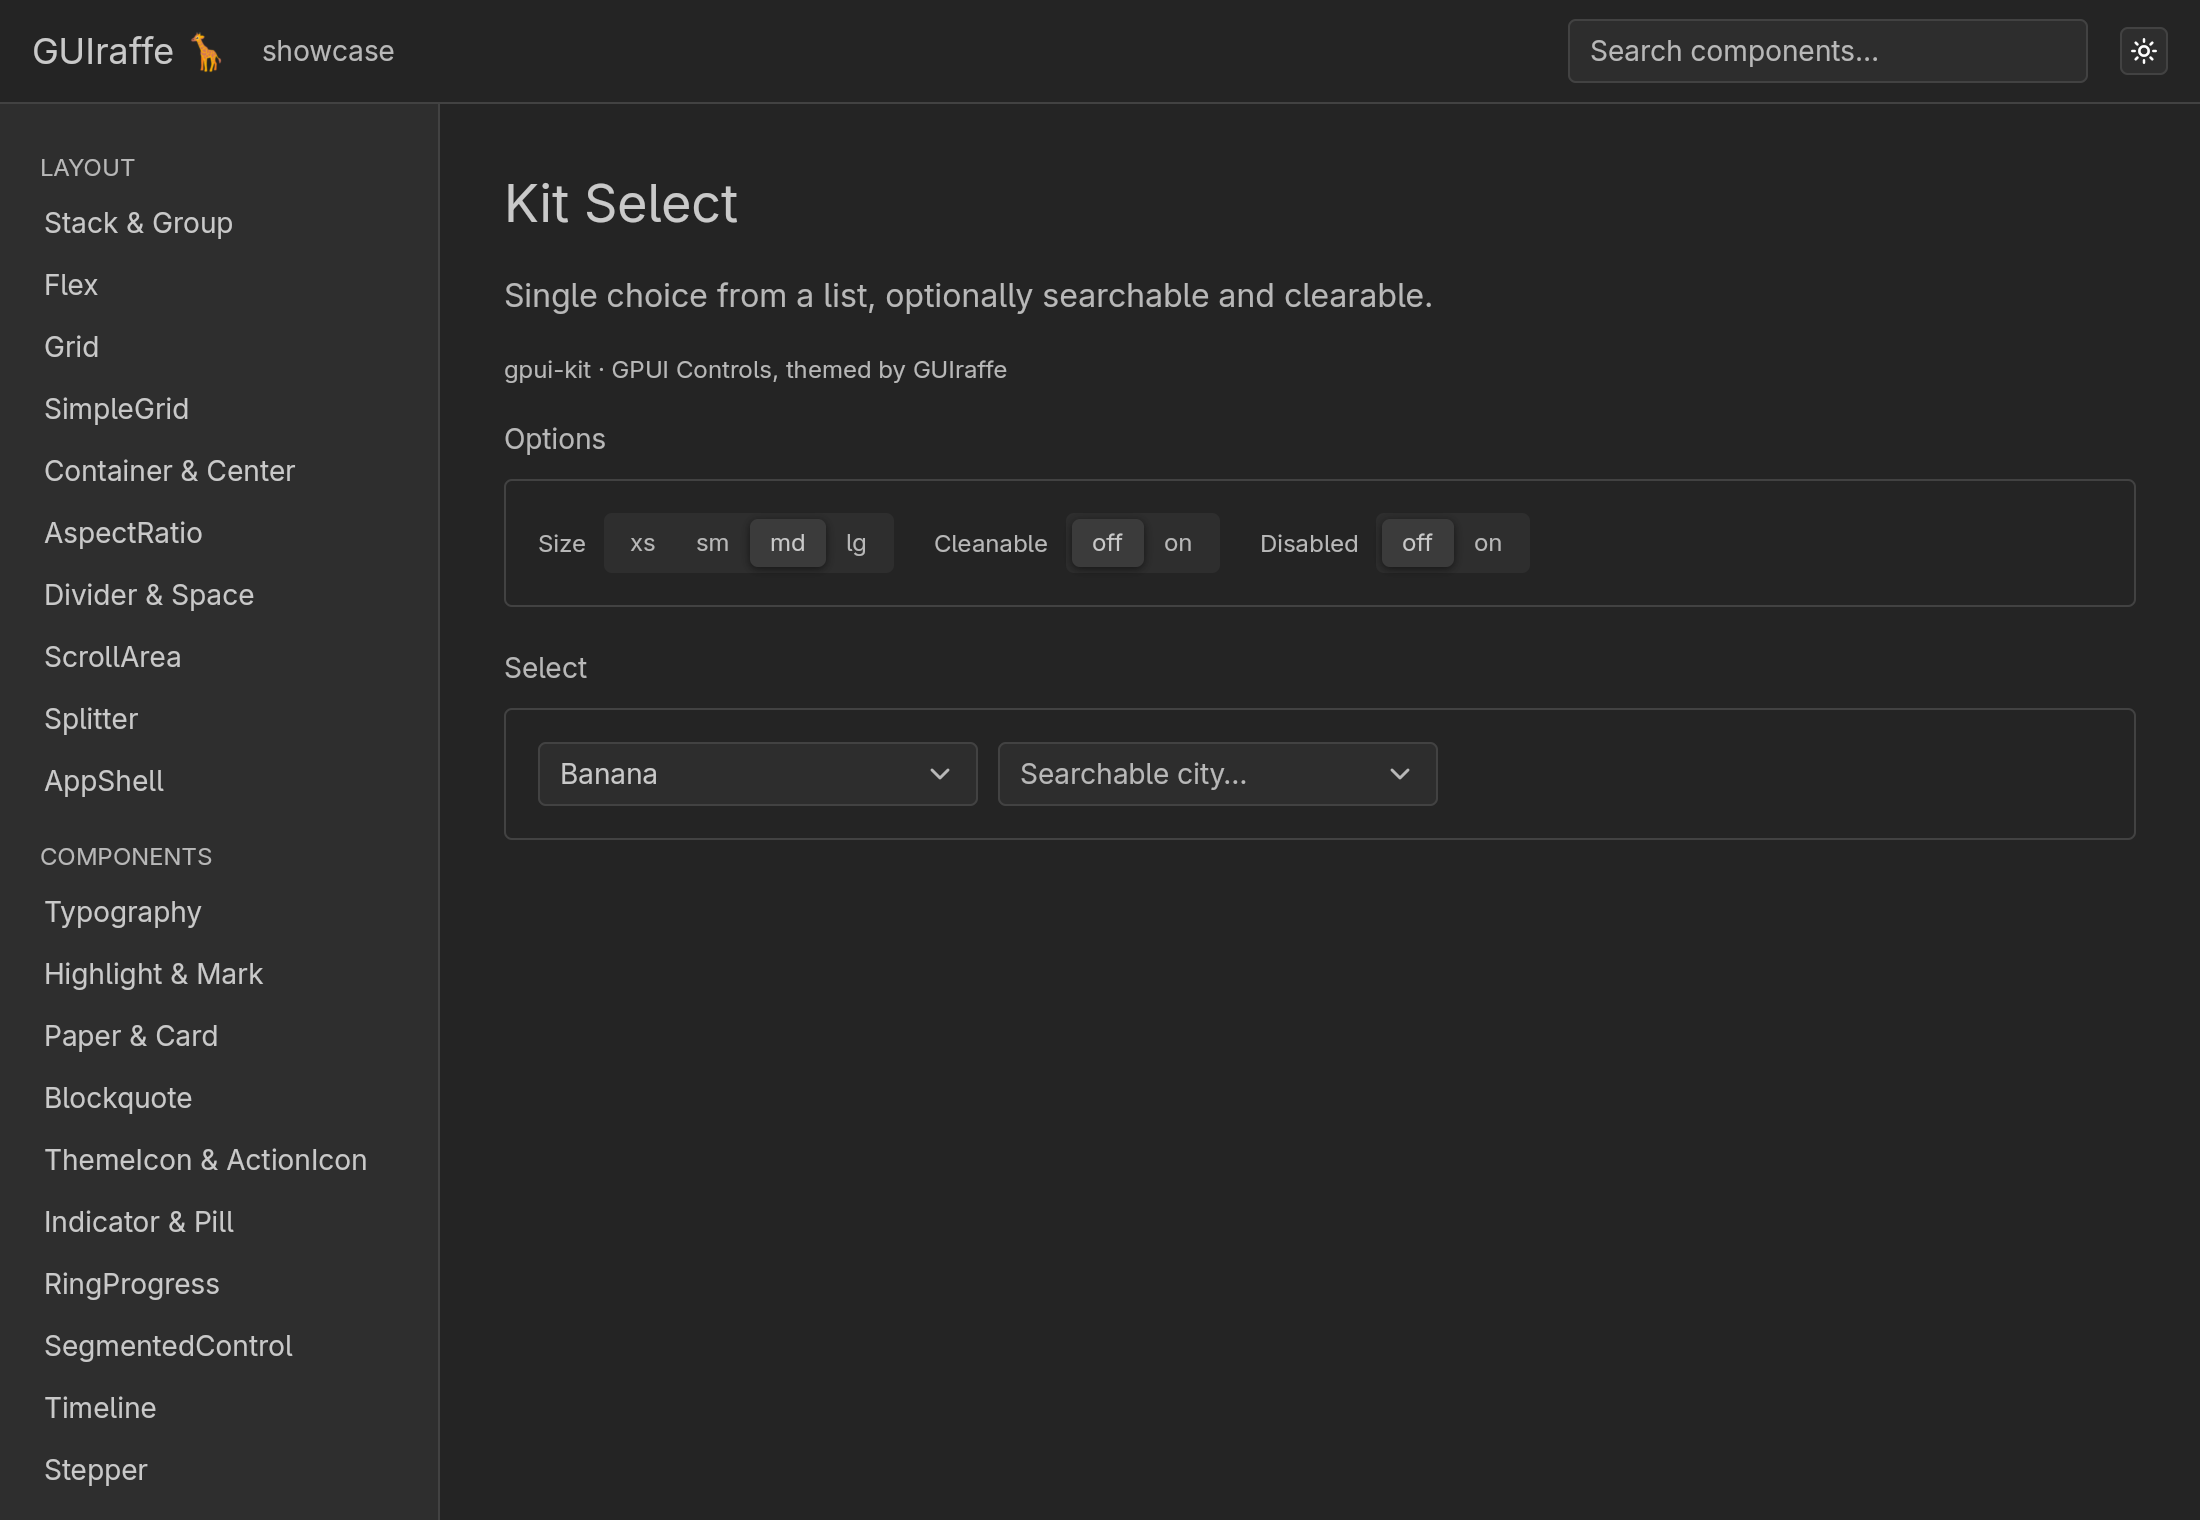 GUIraffe 🦒 showcase
Search components...
LAYOUT
Stack & Group
Flex
Grid
SimpleGrid
Container & Center
AspectRatio
Divider & Space
ScrollArea
Splitter
AppShell
COMPONENTS
Typography
Highlight & Mark
Paper & Card
Blockquote
ThemeIcon & ActionIcon
Indicator & Pill
RingProgress
SegmentedControl
Timeline
Stepper
Kit Select
Single choice from a list, optionally searchable and clearable.
gpui-kit · GPUI Controls, themed by GUIraffe
Options
Size xs sm md lg Cleanable off on Disabled off on
Select
Banana
Searchable city...